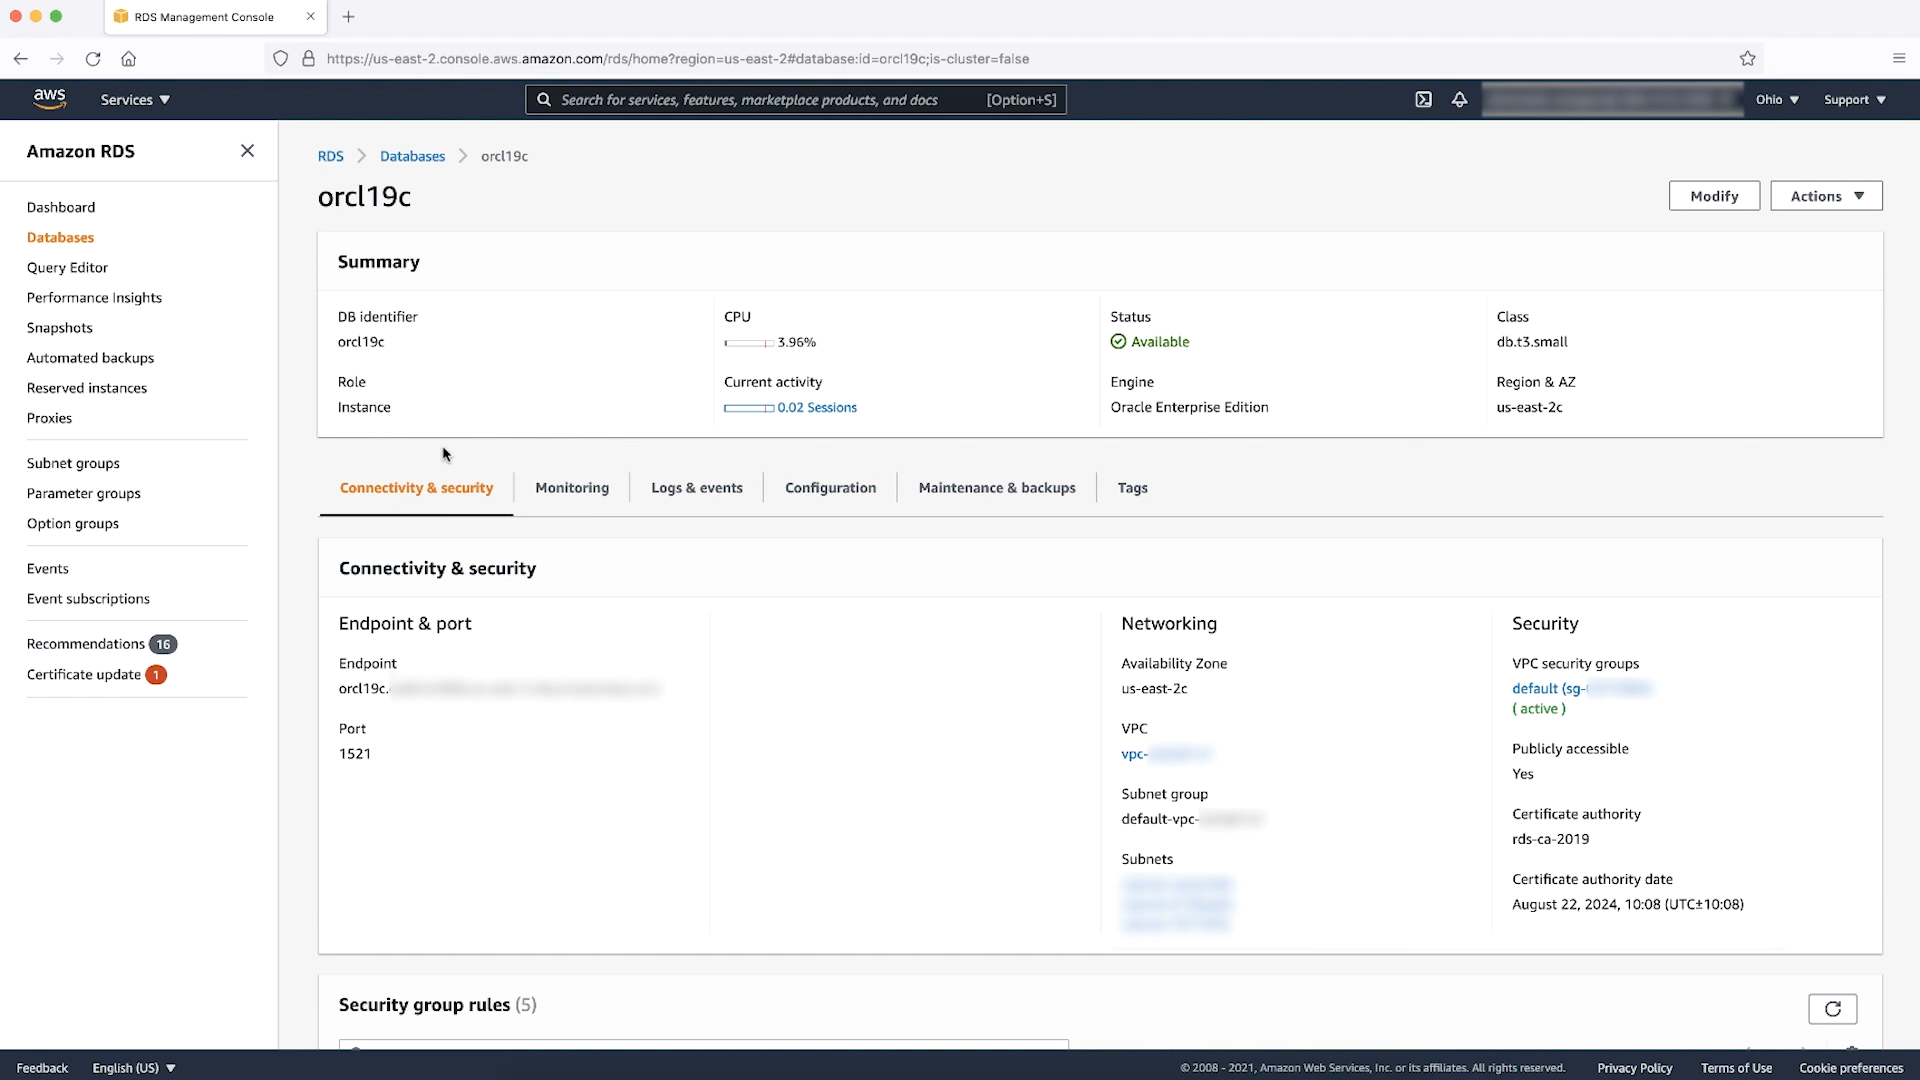 RDS Management Console
https://us-east-2.console.aws.amazon.com/rds/home?region=us-east-2#database:id=orcl19c;is-cluster=false
aws
Services
Search for services, features, marketplace products, and docs [Option+S]
Ohio
Support
Amazon RDS
Dashboard
Databases
Query Editor
Performance Insights
Snapshots
Automated backups
Reserved instances
Proxies
Subnet groups
Parameter groups
Option groups
Events
Event subscriptions
Recommendations 16
Certificate update 1
RDS > Databases > orcl19c
orcl19c
Modify
Actions
Summary
DB identifier
orcl19c
CPU
3.96%
Status
Available
Class
db.t3.small
Role
Instance
Current activity
0.02 Sessions
Engine
Oracle Enterprise Edition
Region & AZ
us-east-2c
Connectivity & security
Monitoring
Logs & events
Configuration
Maintenance & backups
Tags
Connectivity & security
Endpoint & port
Endpoint
orcl19c.
Port
1521
Networking
Availability Zone
us-east-2c
VPC
vpc-
Subnet group
default-vpc-
Subnets
Security
VPC security groups
default (sg-
( active )
Publicly accessible
Yes
Certificate authority
rds-ca-2019
Certificate authority date
August 22, 2024, 10:08 (UTC±10:08)
Security group rules (5)
Feedback
English (US)
© 2008 - 2021, Amazon Web Services, Inc. or its affiliates. All rights reserved.
Privacy Policy
Terms of Use
Cookie preferences